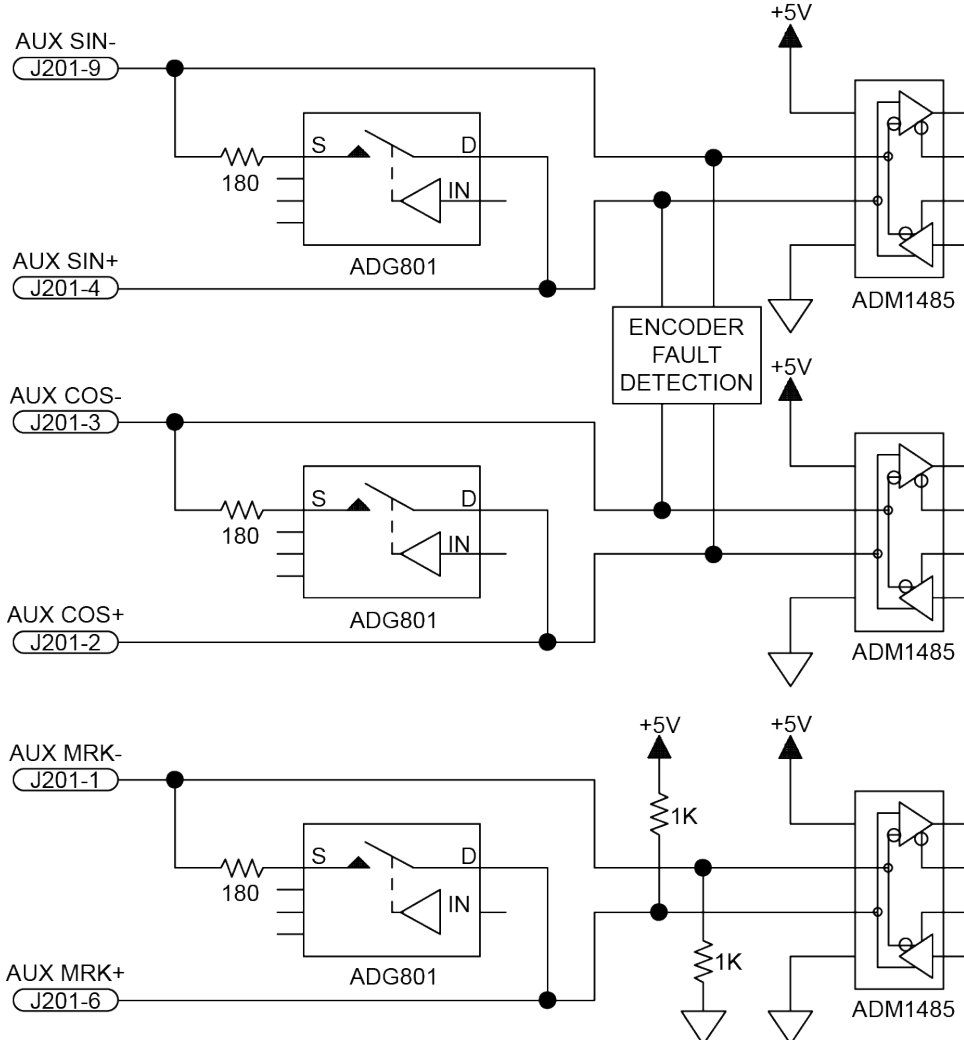 +5V
AUX SIN-
J201-9
S
D
180
IN
ADG801
AUX SIN+
J201-4
ADM1485
ENCODER
FAULT
DETECTION
+5V
AUX COS-
J201-3
S
D
180
IN
ADG801
AUX COS+
J201-2
ADM1485
+5V
+5V
AUX MRK-
J201-1
1K
S
D
180
IN
1K
ADG801
AUX MRK+
J201-6
ADM1485